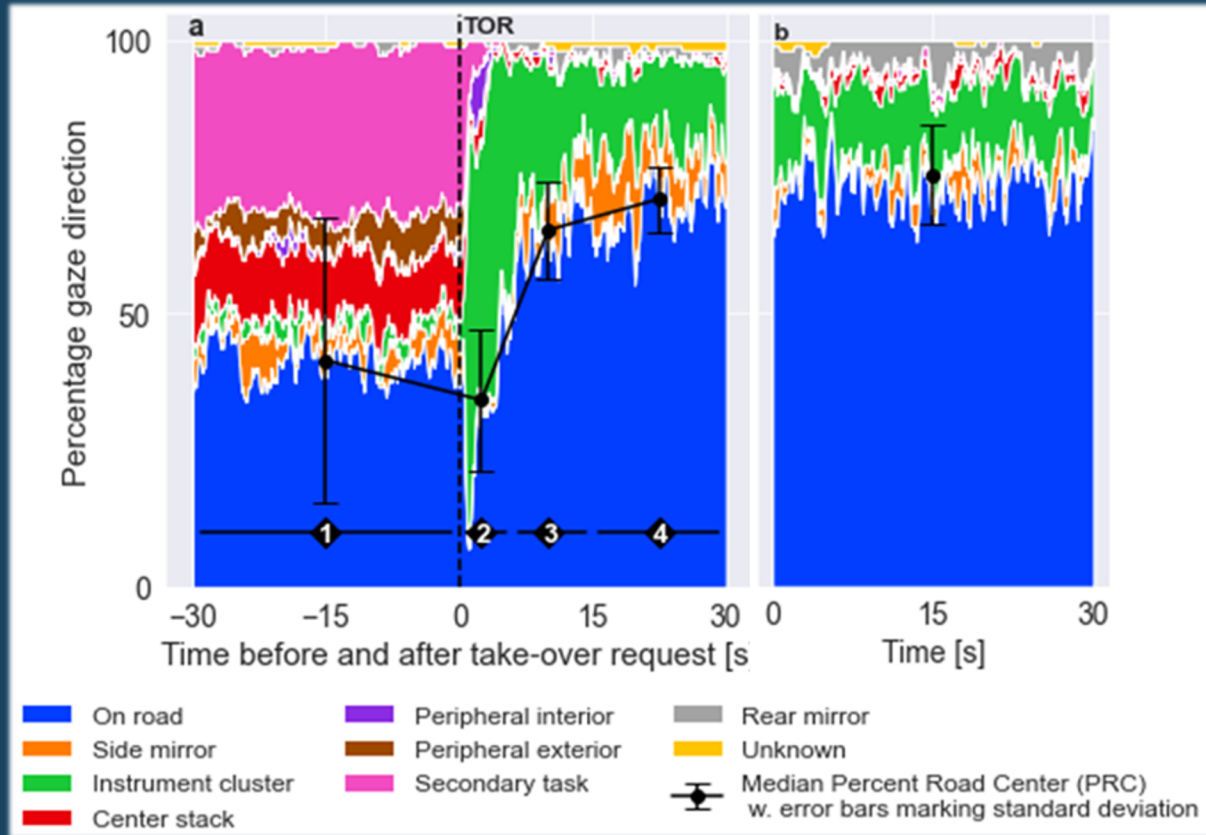 a
TOR
b
100
50
0
Percentage gaze direction
1
2
3
4
−30
−15
0
15
30
0
15
30
Time before and after take-over request [s
Time [s]
On road
Peripheral interior
Rear mirror
Side mirror
Peripheral exterior
Unknown
Instrument cluster
Secondary task
Median Percent Road Center (PRC)
w. error bars marking standard deviation
Center stack